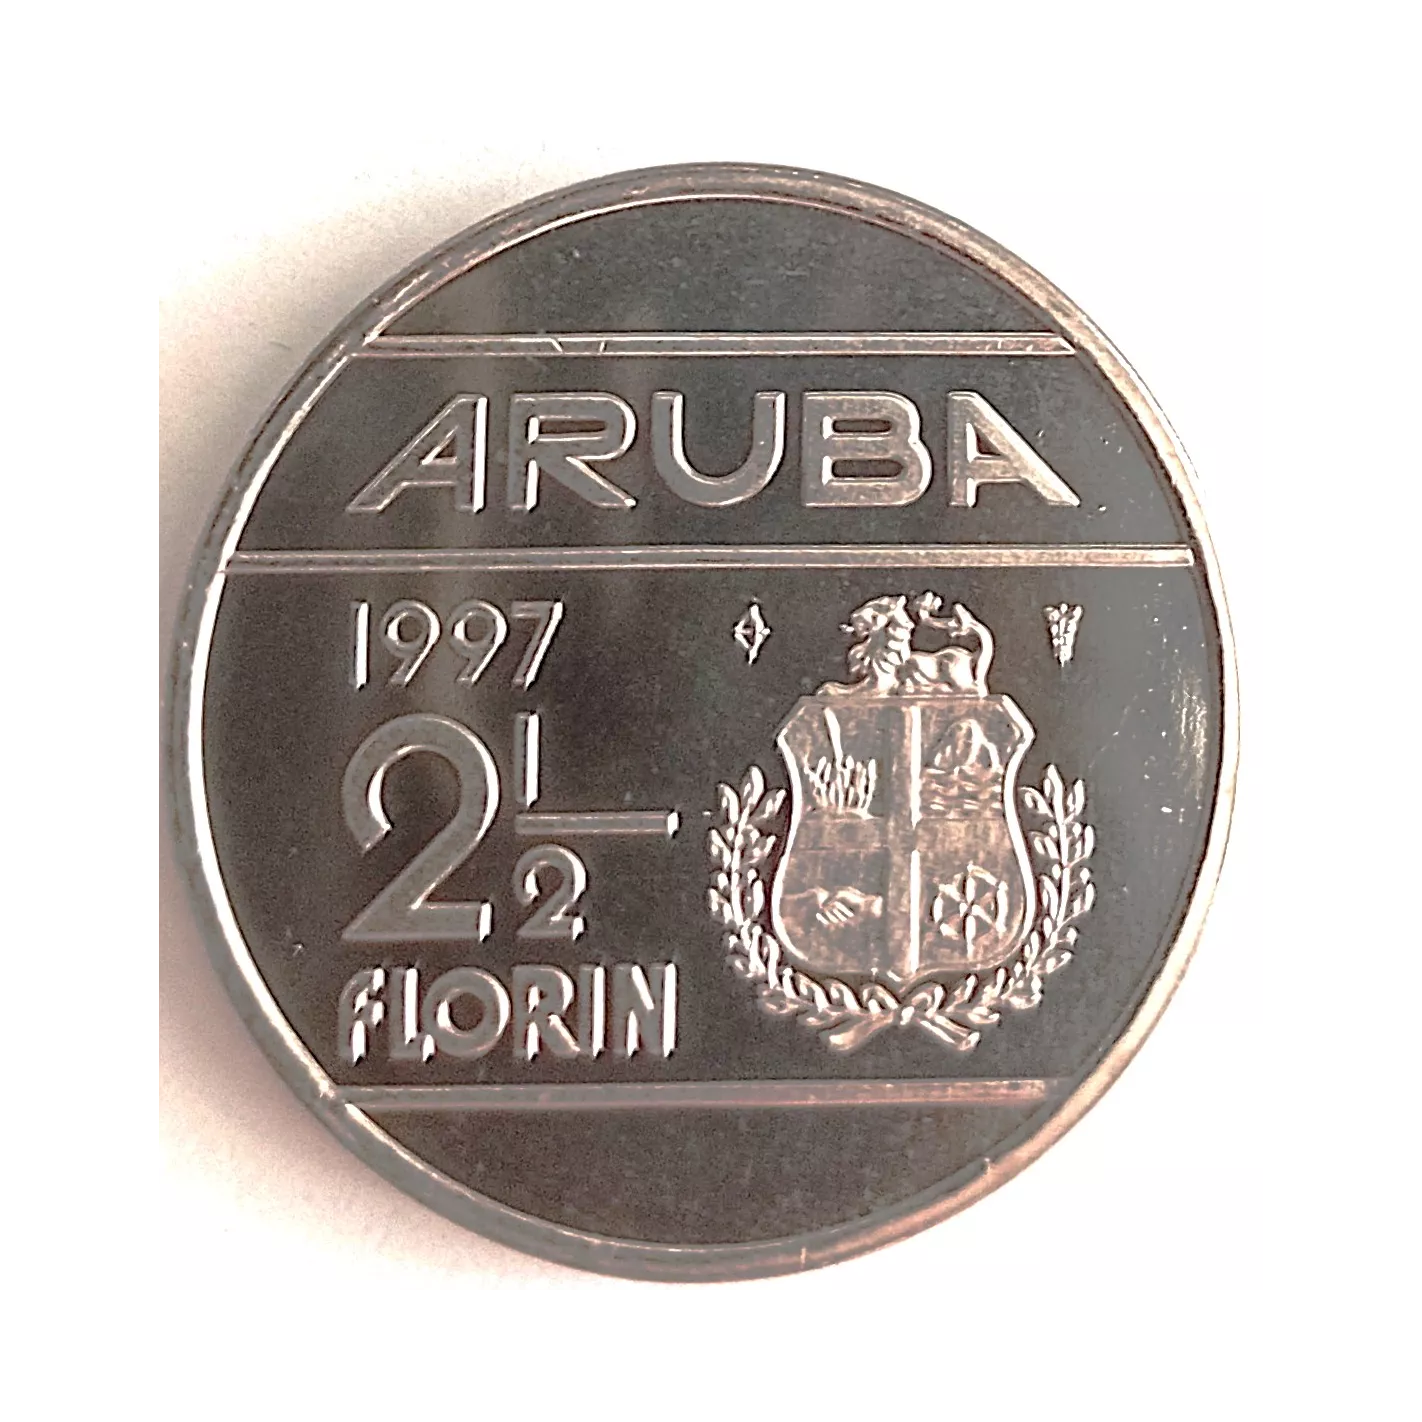 ARUBA
1997
2 1/2
FLORIN